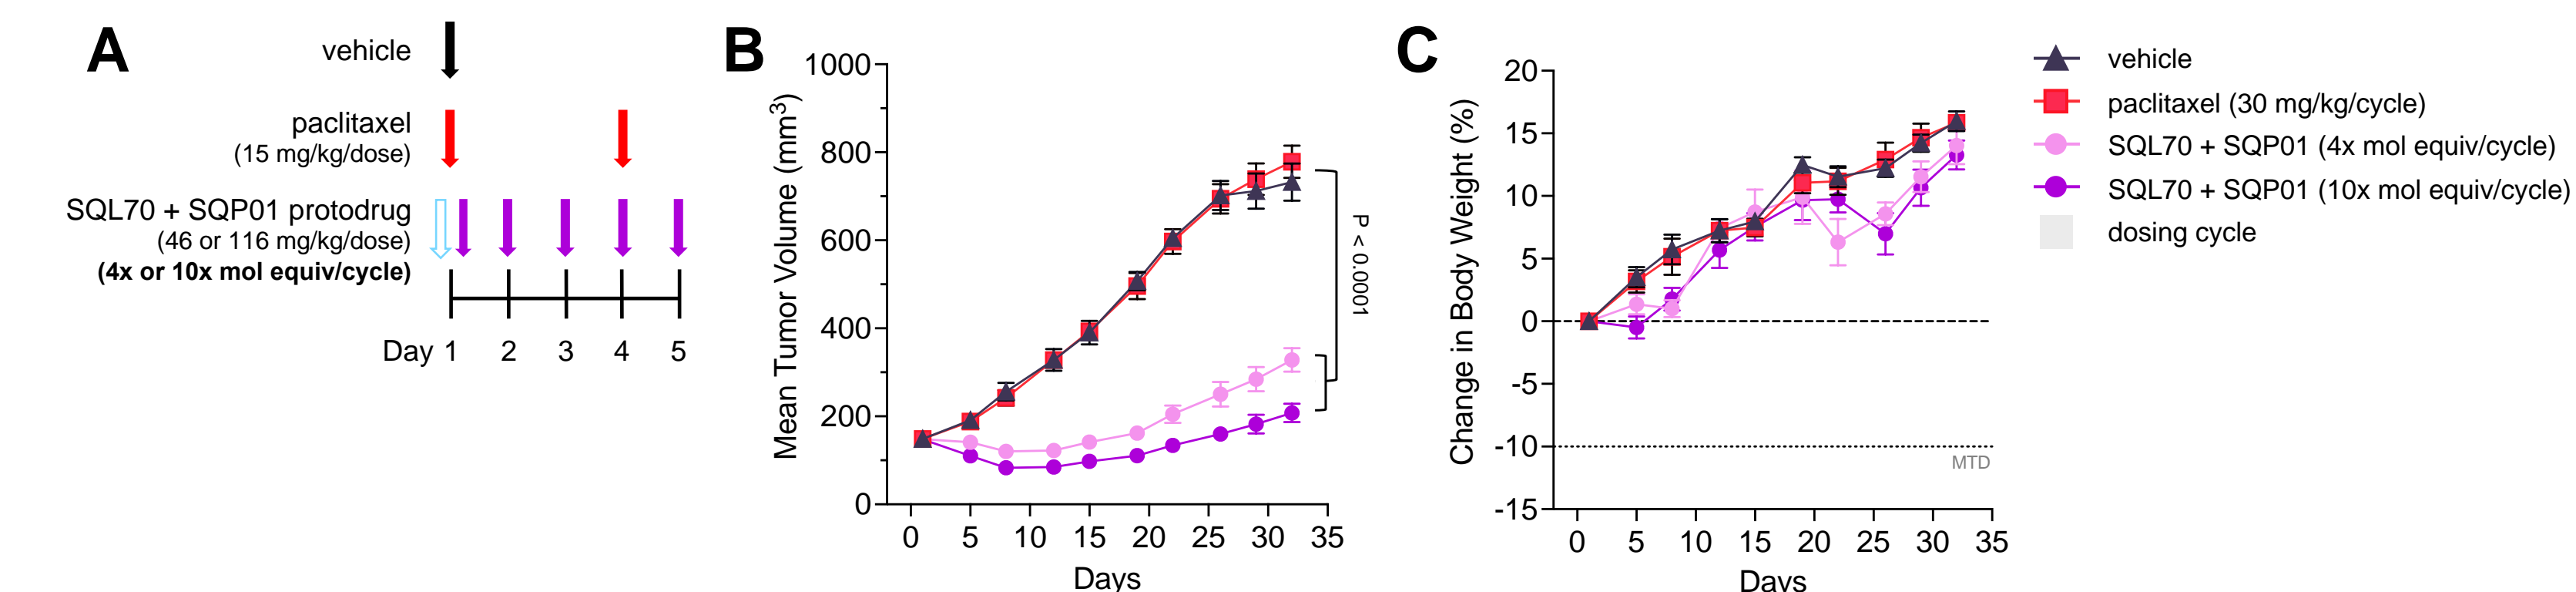 A
vehicle
paclitaxel
(15 mg/kg/dose)
SQL70 + SQP01 protodrug
(46 or 116 mg/kg/dose)
(4x or 10x mol equiv/cycle)
Day 1 2 3 4 5
B
Mean Tumor Volume (mm³)
1000
800
600
400
200
0
0 5 10 15 20 25 30 35
Days
P < 0.0001
C
Change in Body Weight (%)
20
15
10
5
0
-5
-10
-15
MTD
0 5 10 15 20 25 30 35
Days
vehicle
paclitaxel (30 mg/kg/cycle)
SQL70 + SQP01 (4x mol equiv/cycle)
SQL70 + SQP01 (10x mol equiv/cycle)
dosing cycle